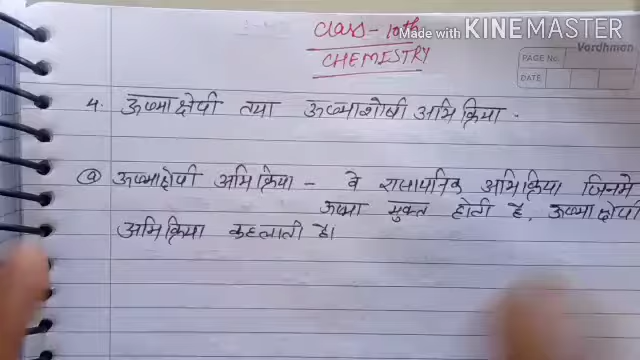 Class - 10th
Made with KINEMASTER
CHEMESTRY
Vardhman
PAGE NO.
DATE
4. ऊष्माक्षेपी तथा ऊष्माशोषी अभिक्रिया .
(a) ऊष्माक्षेपी अभिक्रिया - वे रासायनिक अभिक्रिया जिनमे
ऊष्मा मुक्त होती है, ऊष्माक्षेपी
अभिक्रिया कहलाती है।